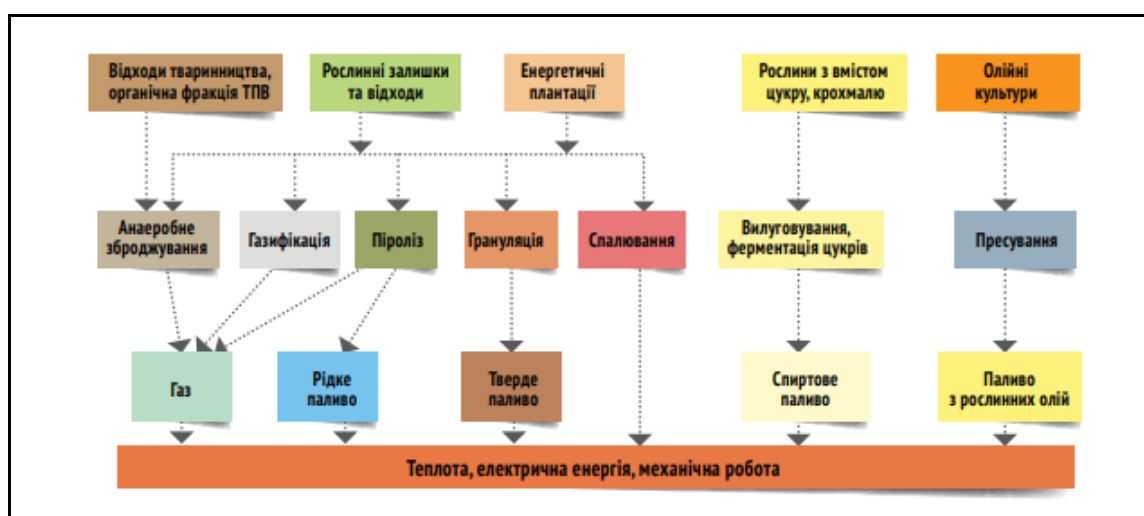 Відходи тваринництва,
органічна фракція ТПВ
Рослинні залишки
та відходи
Енергетичні
плантації
Рослини з вмістом
цукру, крохмалю
Олійні
культури
Анаеробне
зброджування
Газифікація
Піроліз
Грануляція
Спалювання
Вилуговування,
ферментація цукрів
Пресування
Газ
Рідке
паливо
Тверде
паливо
Спиртове
паливо
Паливо
з рослинних олій
Теплота, електрична енергія, механічна робота